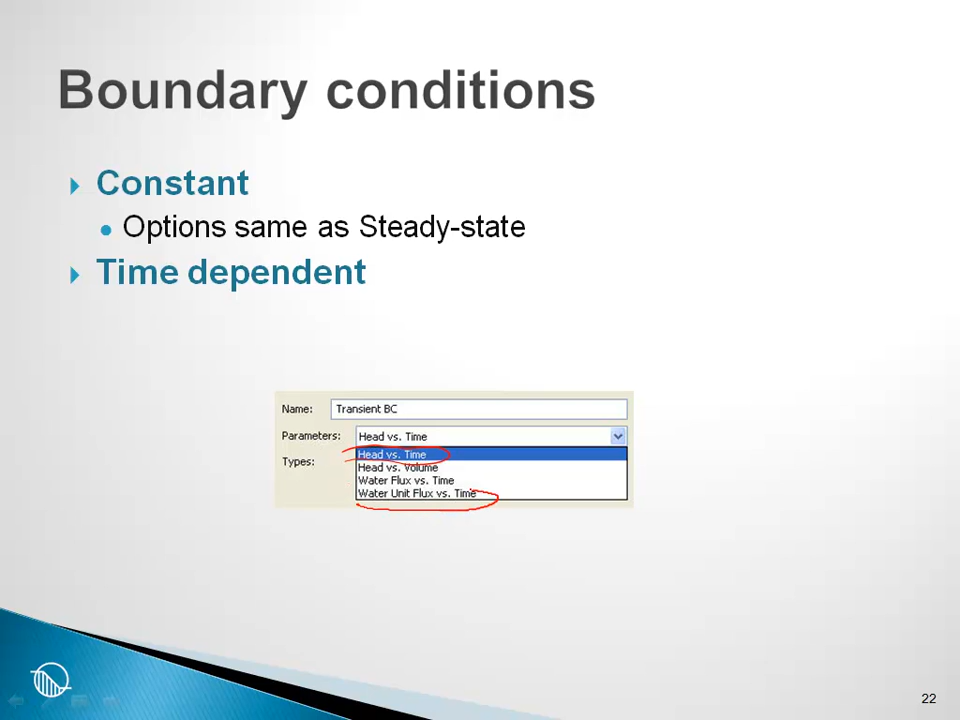 Boundary conditions
Constant
Options same as Steady-state
Time dependent
Name: Transient BC
Parameters: Head vs. Time
Types: Head vs. Time
Head vs. Volume
Water Flux vs. Time
Water Unit Flux vs. Time
22